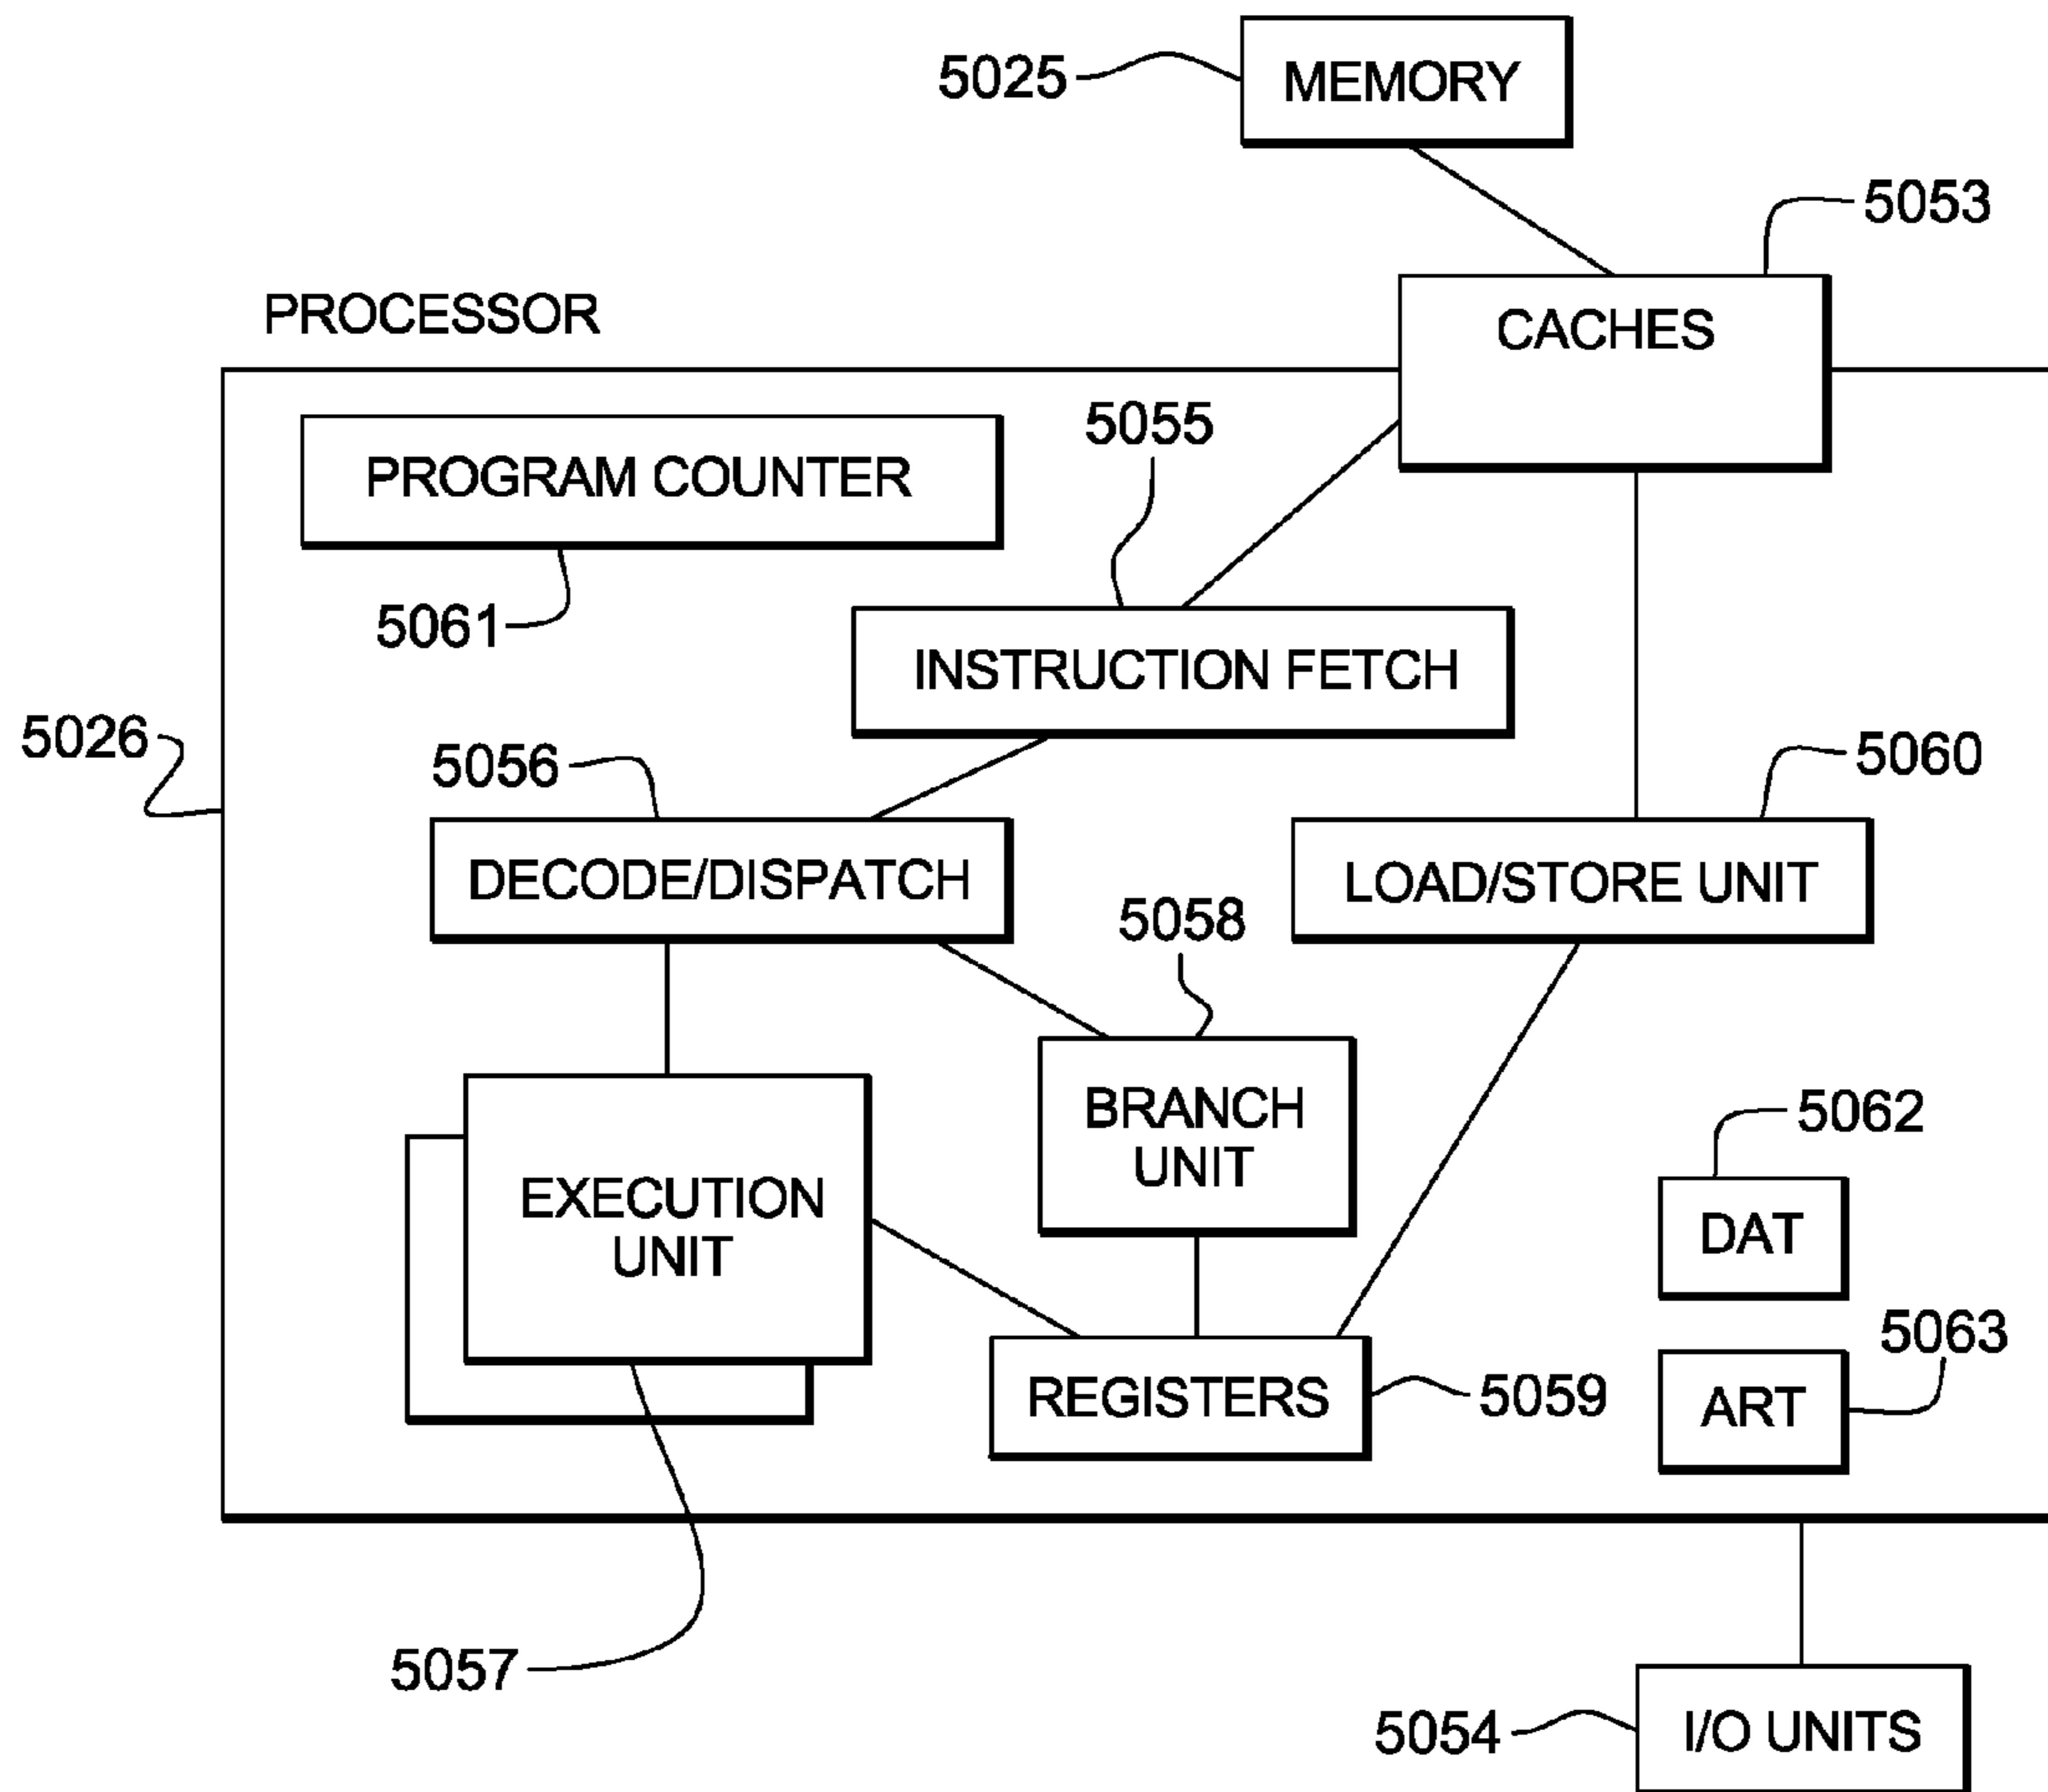 MEMORY
5025
5053
CACHES
PROCESSOR
PROGRAM COUNTER
5055
5061
INSTRUCTION FETCH
5026
5056
5060
DECODE/DISPATCH
LOAD/STORE UNIT
5058
BRANCH
UNIT
5062
EXECUTION
UNIT
DAT
5063
REGISTERS
5059
ART
5057
5054
I/O UNITS